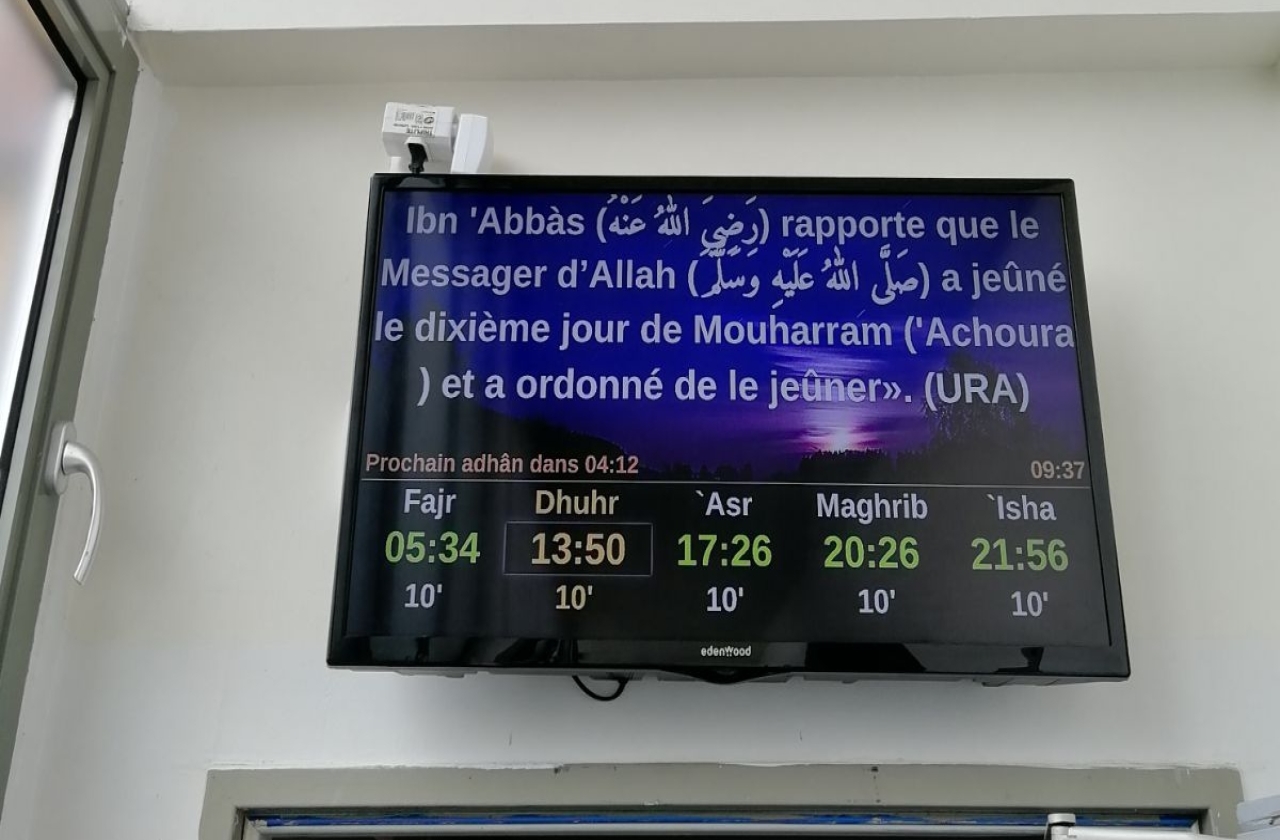 Ibn 'Abbàs (رَضِيَ اللهُ عَنْهُ) rapporte que le
Messager d’Allah (صَلَّى اللهُ عَلَيْهِ وَسَلَّمَ) a jeûné
le dixième jour de Mouharram ('Achoura
) et a ordonné de le jeûner». (URA)
Prochain adhân dans 04:12 09:37
Fajr Dhuhr `Asr Maghrib `Isha
05:34 13:50 17:26 20:26 21:56
10' 10' 10' 10' 10'
edenwood